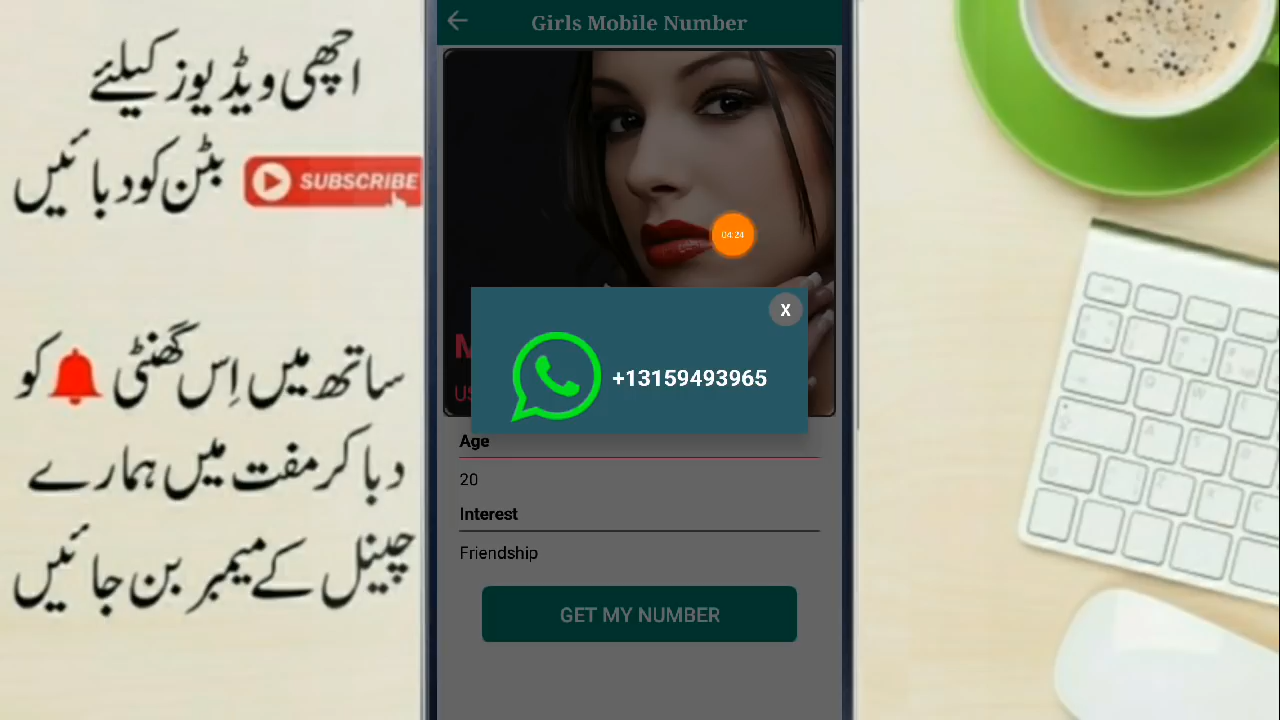 اچھی ویڈیوز کیلئے
بٹن کو دبائیں
SUBSCRIBE
ساتھ میں اِس گھنٹی کو
دبا کر مفت میں ہمارے
چینل کے میمبر بن جائیں
Girls Mobile Number
04:24
X
+13159493965
M
US
Age
20
Interest
Friendship
GET MY NUMBER